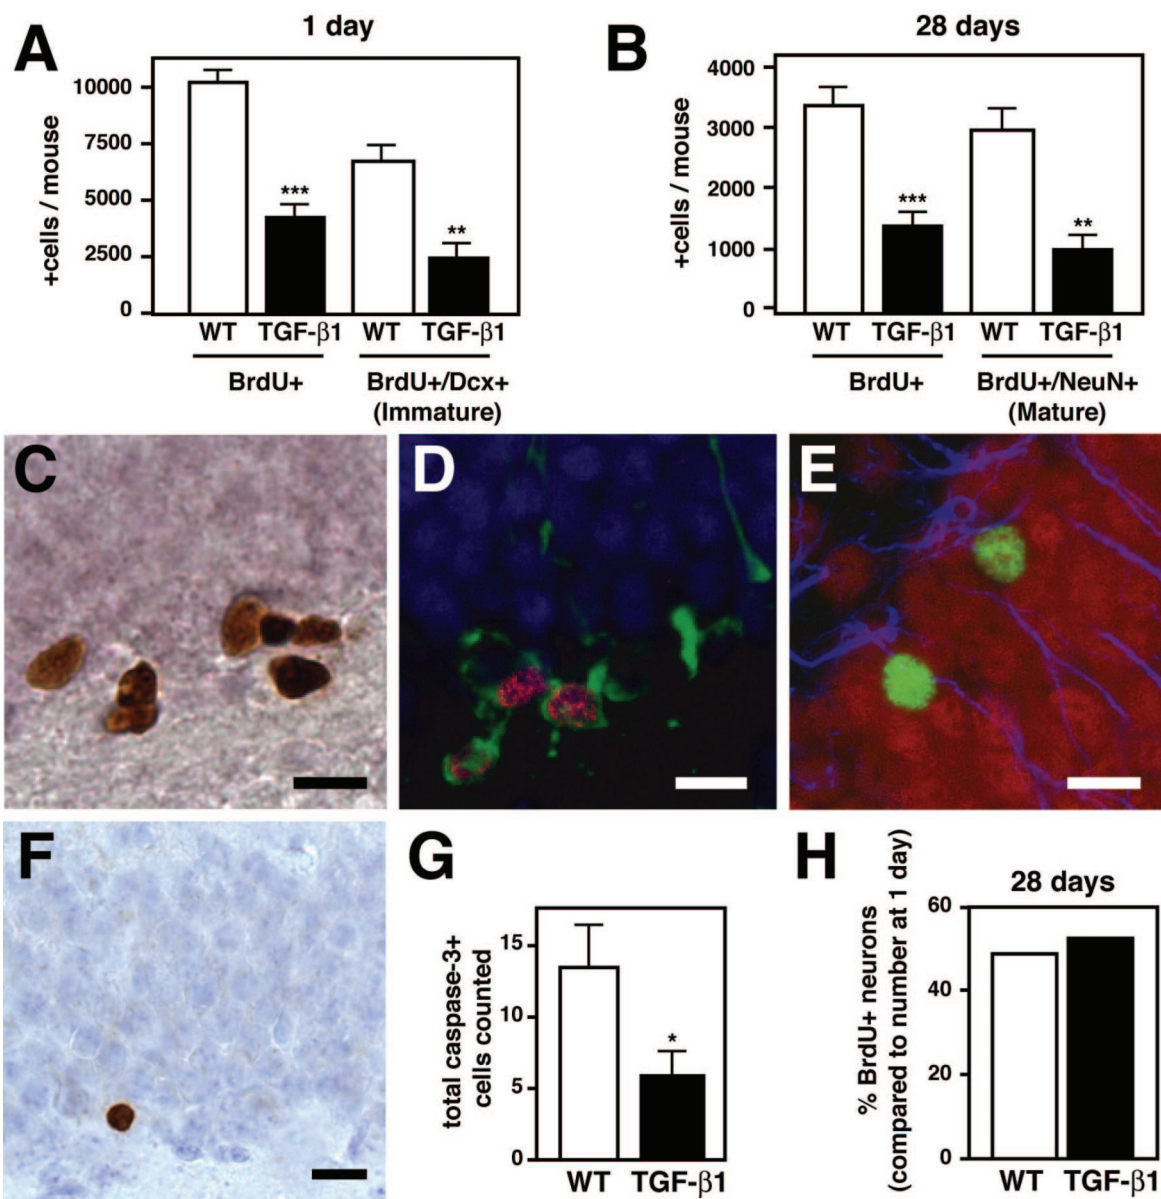 A
1 day
+cells / mouse
10000
7500
5000
2500
0
***
**
WT TGF-β1 WT TGF-β1
BrdU+ BrdU+/Dcx+
(Immature)
B
28 days
+cells / mouse
4000
3000
2000
1000
0
***
**
WT TGF-β1 WT TGF-β1
BrdU+ BrdU+/NeuN+
(Mature)
C
D
E
F
G
total caspase-3+
cells counted
15
10
5
0
*
WT TGF-β1
H
28 days
% BrdU+ neurons
(compared to number at 1 day)
60
40
20
0
WT TGF-β1